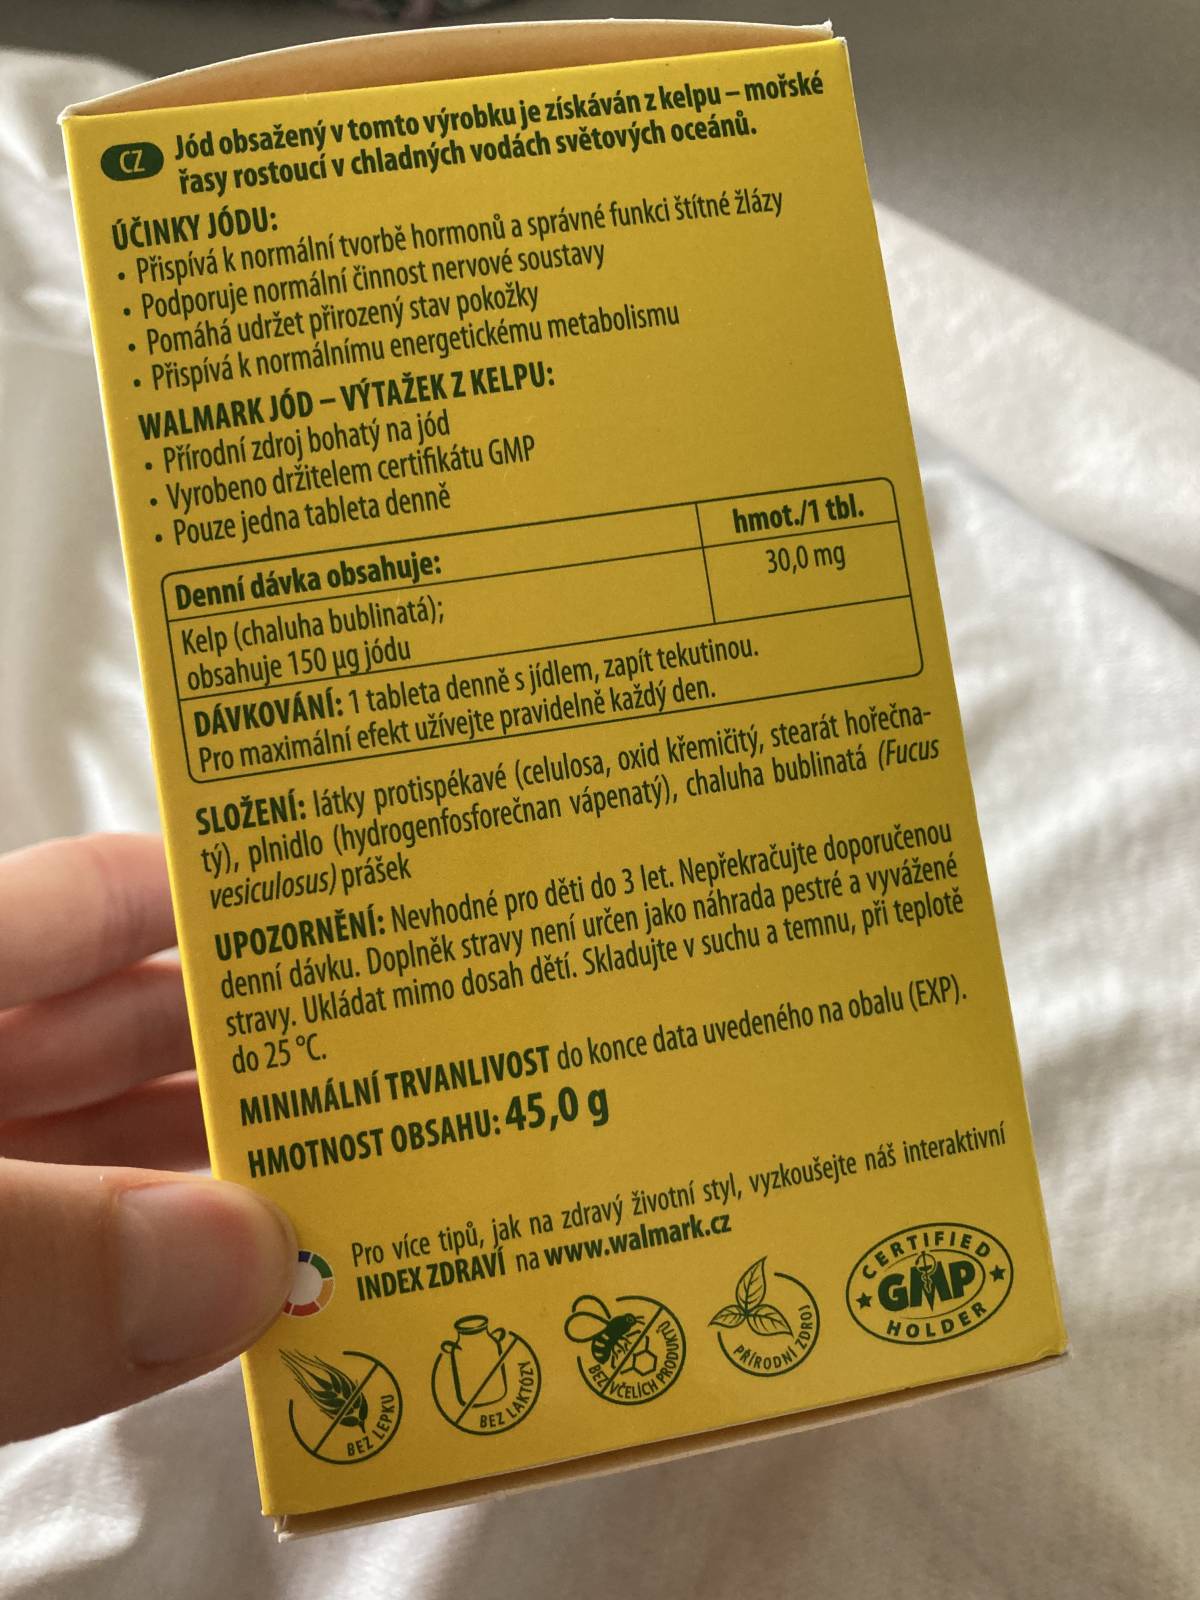 CZ Jód obsažený v tomto výrobku je získáván z kelpu – mořské
řasy rostoucí v chladných vodách světových oceánů.
ÚČINKY JÓDU:
• Přispívá k normální tvorbě hormonů a správné funkci štítné žlázy
• Podporuje normální činnost nervové soustavy
• Pomáhá udržet přirozený stav pokožky
• Přispívá k normálnímu energetickému metabolismu
WALMARK JÓD – VÝTAŽEK Z KELPU:
• Přírodní zdroj bohatý na jód
• Vyrobeno držitelem certifikátu GMP
• Pouze jedna tableta denně
Denní dávka obsahuje: hmot./1 tbl.
Kelp (chaluha bublinatá); 30,0 mg
obsahuje 150 µg jódu
DÁVKOVÁNÍ: 1 tableta denně s jídlem, zapít tekutinou.
Pro maximální efekt užívejte pravidelně každý den.
SLOŽENÍ: látky protispékavé (celulosa, oxid křemičitý, stearát hořečna-
tý), plnidlo (hydrogenfosforečnan vápenatý), chaluha bublinatá (Fucus
vesiculosus) prášek
UPOZORNĚNÍ: Nevhodné pro děti do 3 let. Nepřekračujte doporučenou
denní dávku. Doplněk stravy není určen jako náhrada pestré a vyvážené
stravy. Ukládat mimo dosah dětí. Skladujte v suchu a temnu, při teplotě
do 25 °C.
MINIMÁLNÍ TRVANLIVOST do konce data uvedeného na obalu (EXP).
HMOTNOST OBSAHU: 45,0 g
Pro více tipů, jak na zdravý životní styl, vyzkoušejte náš interaktivní
INDEX ZDRAVÍ na www.walmark.cz
BEZ LEPKU
BEZ LAKTÓZY
BEZ VČELÍCH PRODUKTŮ
PŘÍRODNÍ ZDROJ
CERTIFIED
GMP
HOLDER